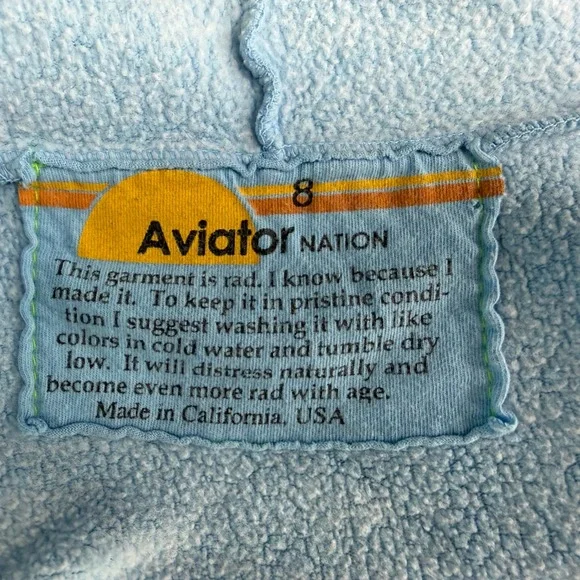 8
Aviator NATION
This garment is rad. I know because I
made it. To keep it in pristine condi-
tion I suggest washing it with like
colors in cold water and tumble dry
low. It will distress naturally and
become even more rad with age.
Made in California, USA